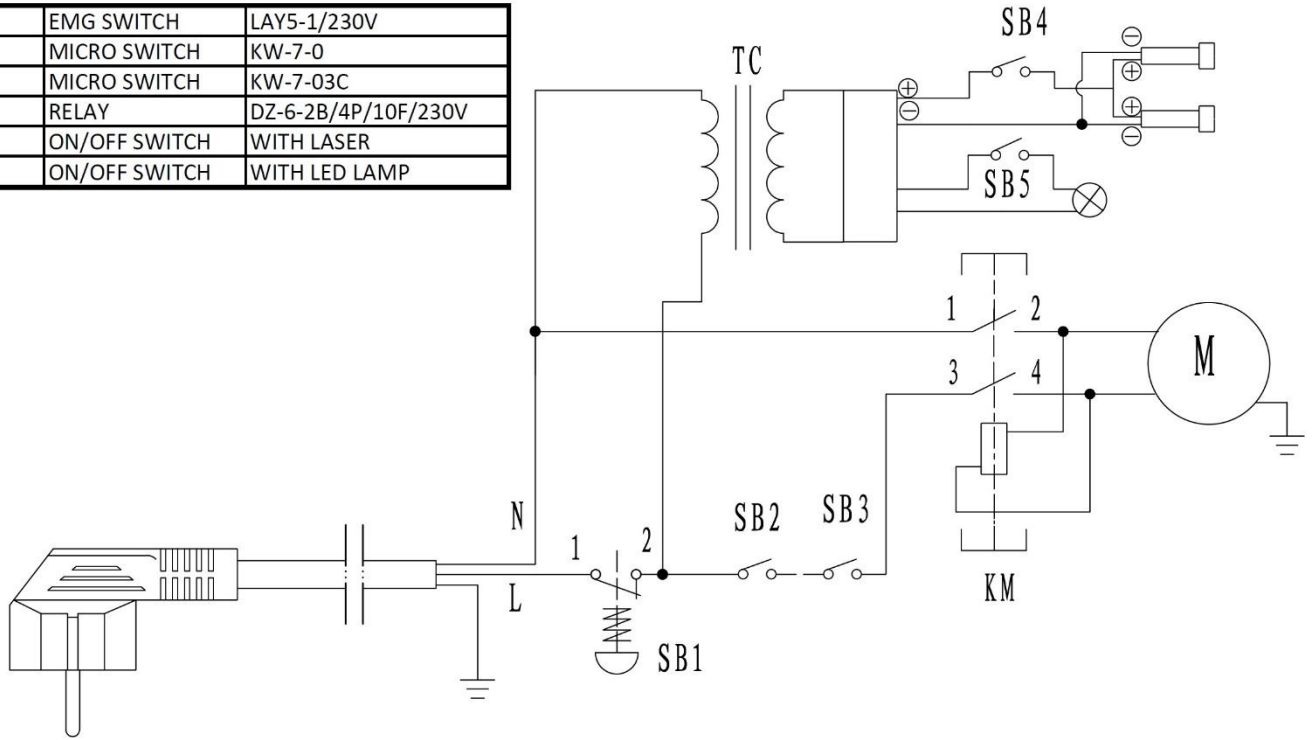 EMG SWITCH LAY5-1/230V
MICRO SWITCH KW-7-0
MICRO SWITCH KW-7-03C
RELAY DZ-6-2B/4P/10F/230V
ON/OFF SWITCH WITH LASER
ON/OFF SWITCH WITH LED LAMP
SB4
TC
+
−
−
+
+
−
SB5
1 2
3 4
M
N
L
1 2
SB1
SB2
SB3
KM